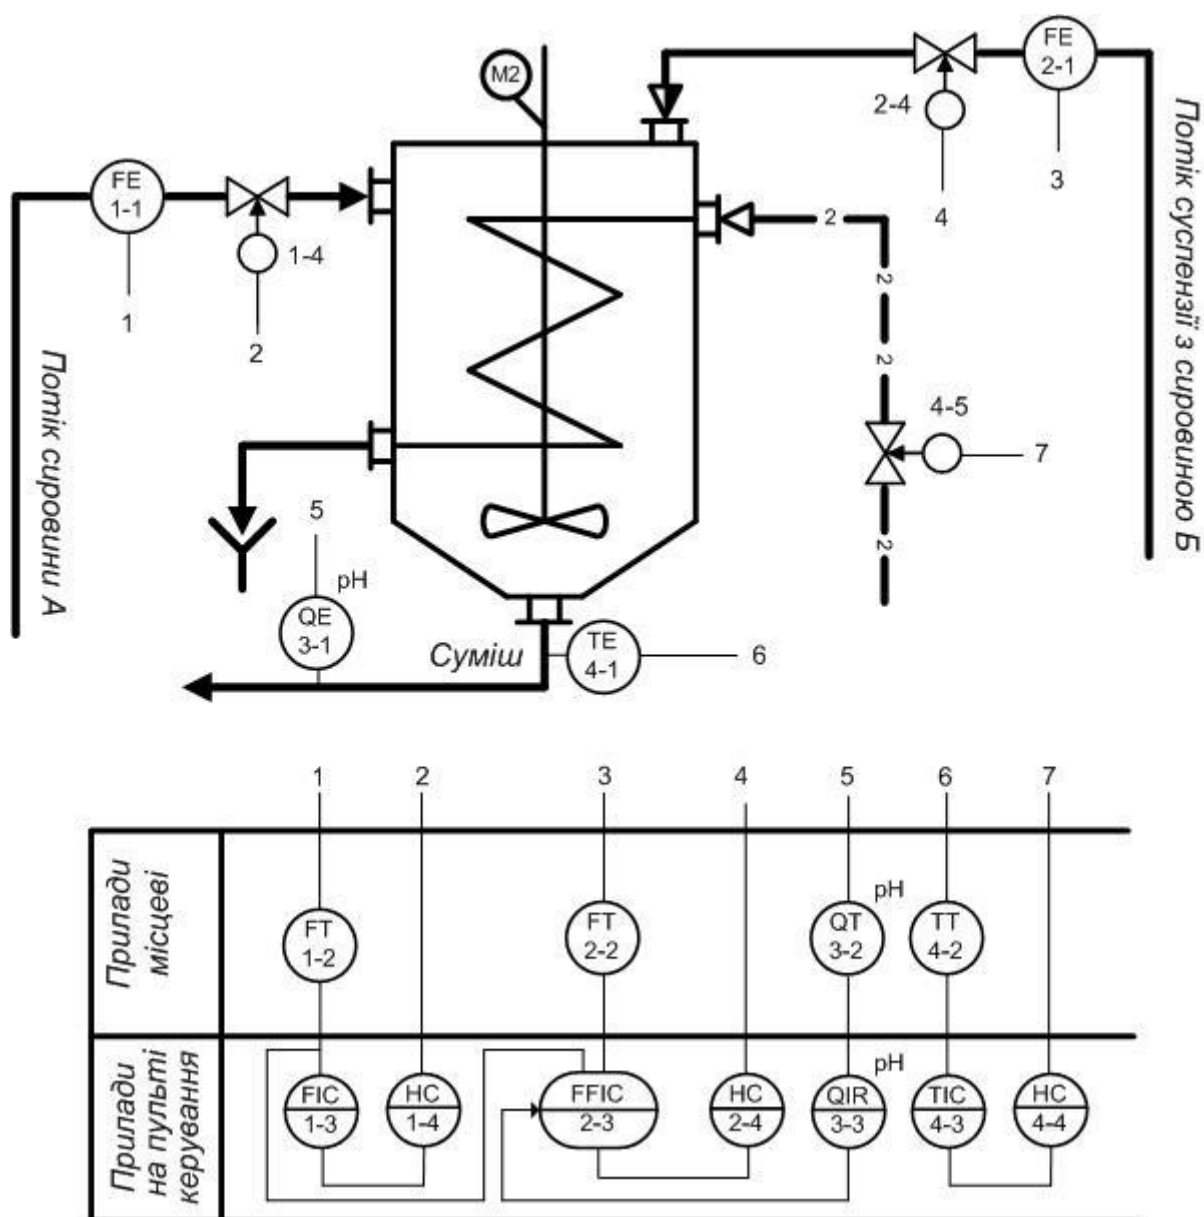 M2
FE
2-1
2-4
3
4
FE
1-1
1-4
1
2
2
2
2
2
4-5
7
Потік сировини А
Потік суспензії з сировиною Б
5
pH
QE
3-1
Суміш
TE
4-1
6
1
2
3
4
5
6
7
Прилади
місцеві
FT
1-2
FT
2-2
pH
QT
3-2
TT
4-2
Прилади
на пульті
керування
FIC
1-3
HC
1-4
FFIC
2-3
HC
2-4
pH
QIR
3-3
TIC
4-3
HC
4-4